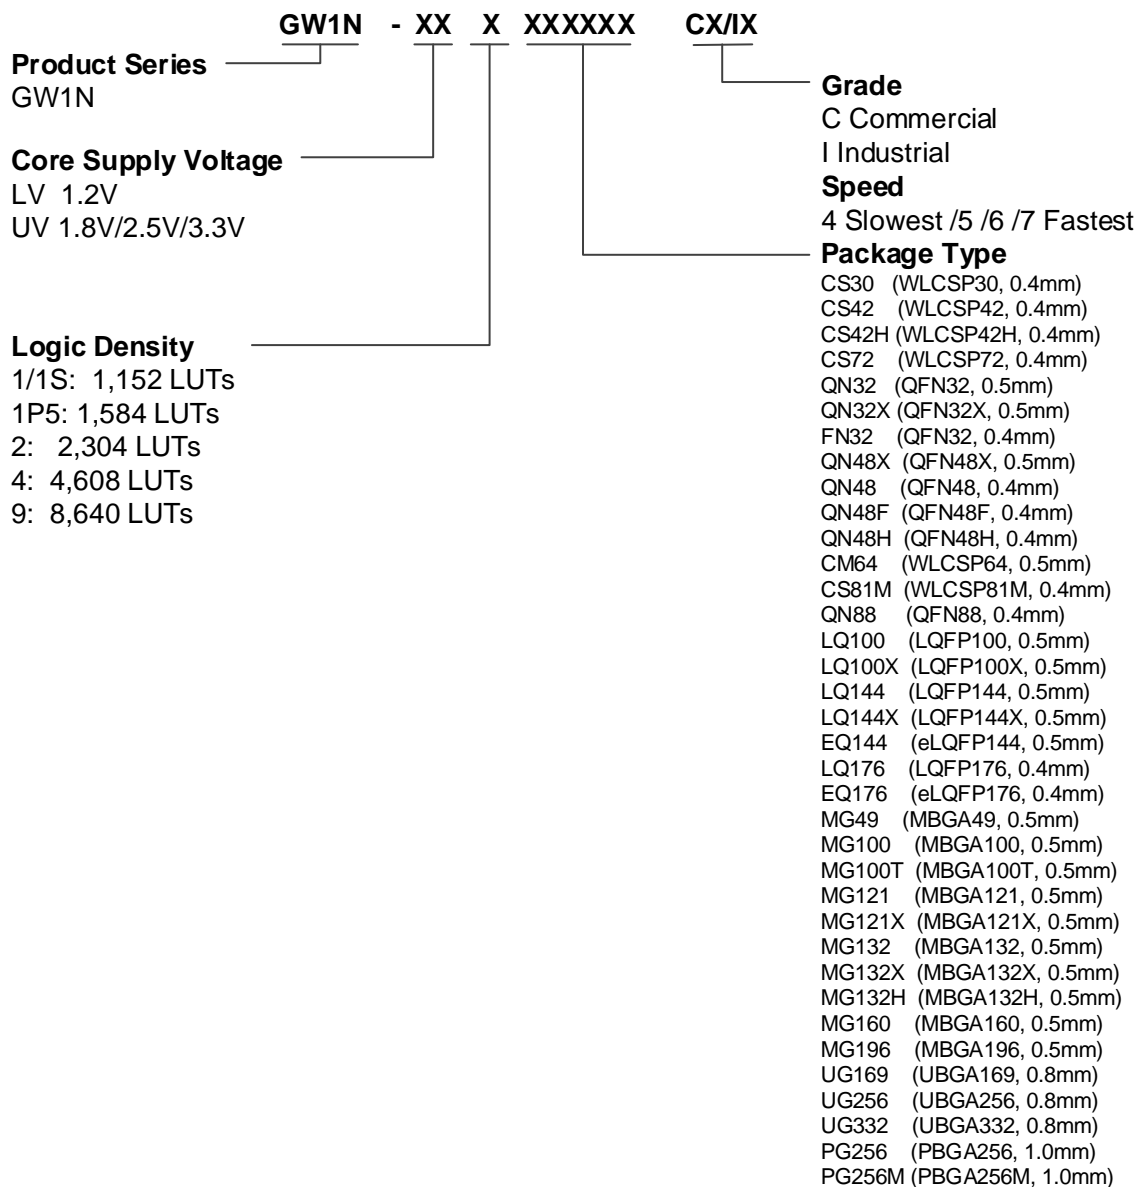 GW1N - XX X XXXXXX CX/IX
Product Series
GW1N
Core Supply Voltage
LV 1.2V
UV 1.8V/2.5V/3.3V
Logic Density
1/1S: 1,152 LUTs
1P5: 1,584 LUTs
2: 2,304 LUTs
4: 4,608 LUTs
9: 8,640 LUTs
Grade
C Commercial
I Industrial
Speed
4 Slowest /5 /6 /7 Fastest
Package Type
CS30 (WLCSP30, 0.4mm)
CS42 (WLCSP42, 0.4mm)
CS42H (WLCSP42H, 0.4mm)
CS72 (WLCSP72, 0.4mm)
QN32 (QFN32, 0.5mm)
QN32X (QFN32X, 0.5mm)
FN32 (QFN32, 0.4mm)
QN48X (QFN48X, 0.5mm)
QN48 (QFN48, 0.4mm)
QN48F (QFN48F, 0.4mm)
QN48H (QFN48H, 0.4mm)
CM64 (WLCSP64, 0.5mm)
CS81M (WLCSP81M, 0.4mm)
QN88 (QFN88, 0.4mm)
LQ100 (LQFP100, 0.5mm)
LQ100X (LQFP100X, 0.5mm)
LQ144 (LQFP144, 0.5mm)
LQ144X (LQFP144X, 0.5mm)
EQ144 (eLQFP144, 0.5mm)
LQ176 (LQFP176, 0.4mm)
EQ176 (eLQFP176, 0.4mm)
MG49 (MBGA49, 0.5mm)
MG100 (MBGA100, 0.5mm)
MG100T (MBGA100T, 0.5mm)
MG121 (MBGA121, 0.5mm)
MG121X (MBGA121X, 0.5mm)
MG132 (MBGA132, 0.5mm)
MG132X (MBGA132X, 0.5mm)
MG132H (MBGA132H, 0.5mm)
MG160 (MBGA160, 0.5mm)
MG196 (MBGA196, 0.5mm)
UG169 (UBGA169, 0.8mm)
UG256 (UBGA256, 0.8mm)
UG332 (UBGA332, 0.8mm)
PG256 (PBGA256, 1.0mm)
PG256M (PBGA256M, 1.0mm)